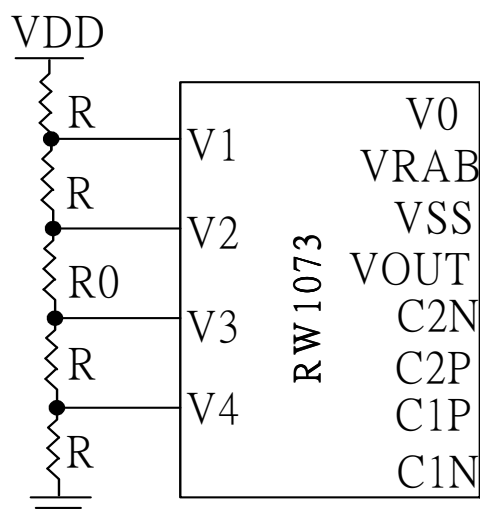 VDD
R
V1
R
V2
R0
V3
R
V4
R
RW1073
V0
VRAB
VSS
VOUT
C2N
C2P
C1P
C1N